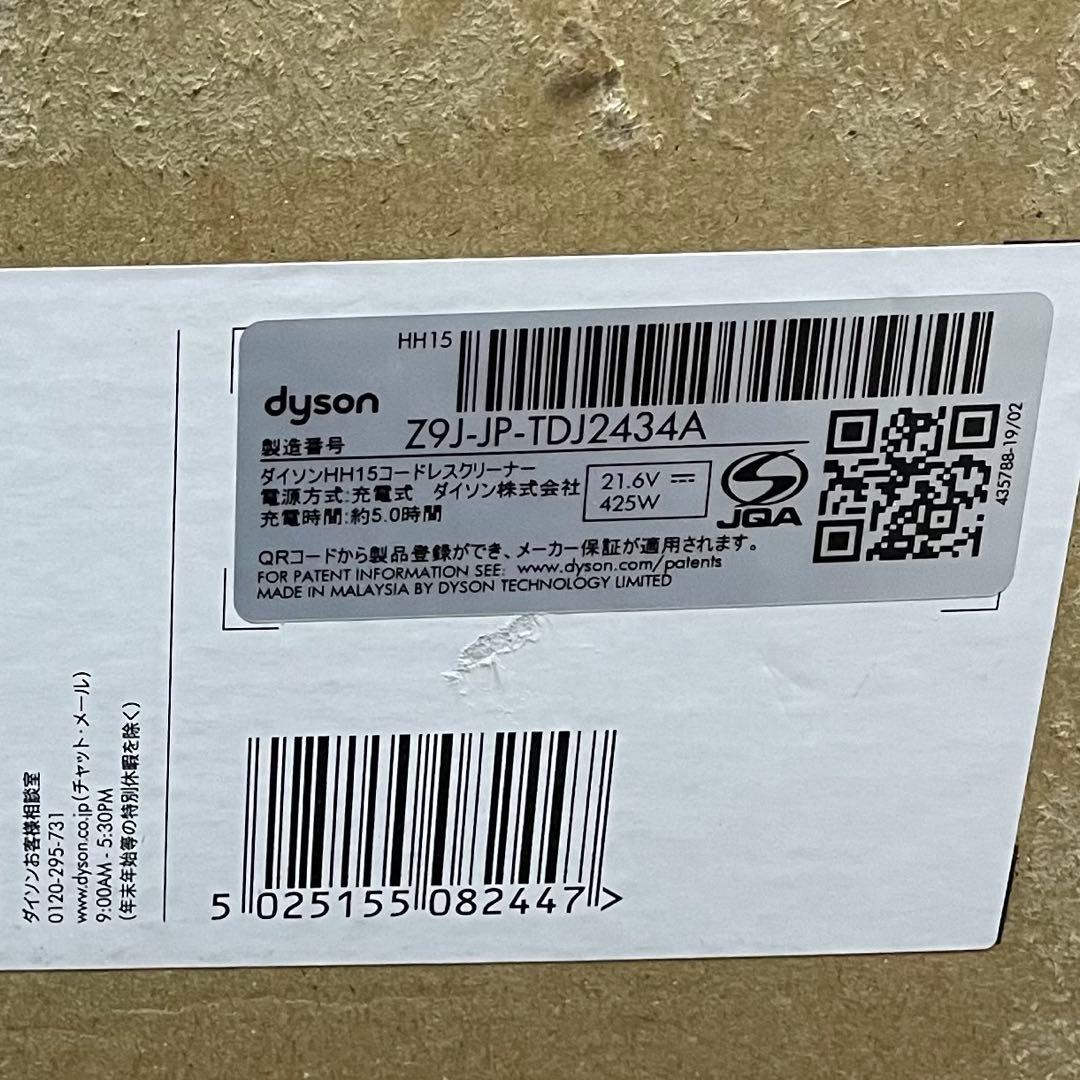 HH15
dyson
製造番号 Z9J-JP-TDJ2434A
ダイソンHH15コードレスクリーナー
電源方式:充電式 ダイソン株式会社
充電時間:約5.0時間
21.6V
425W
JQA
435788-19/02
QRコードから製品登録ができ、メーカー保証が適用されます。
FOR PATENT INFORMATION SEE: www.dyson.com/patents
MADE IN MALAYSIA BY DYSON TECHNOLOGY LIMITED
ダイソンお客様相談室
0120-295-731
www.dyson.co.jp(チャット・メール)
9:00AM - 5:30PM
(年末年始等の特別休暇を除く)
5 025155 082447 >